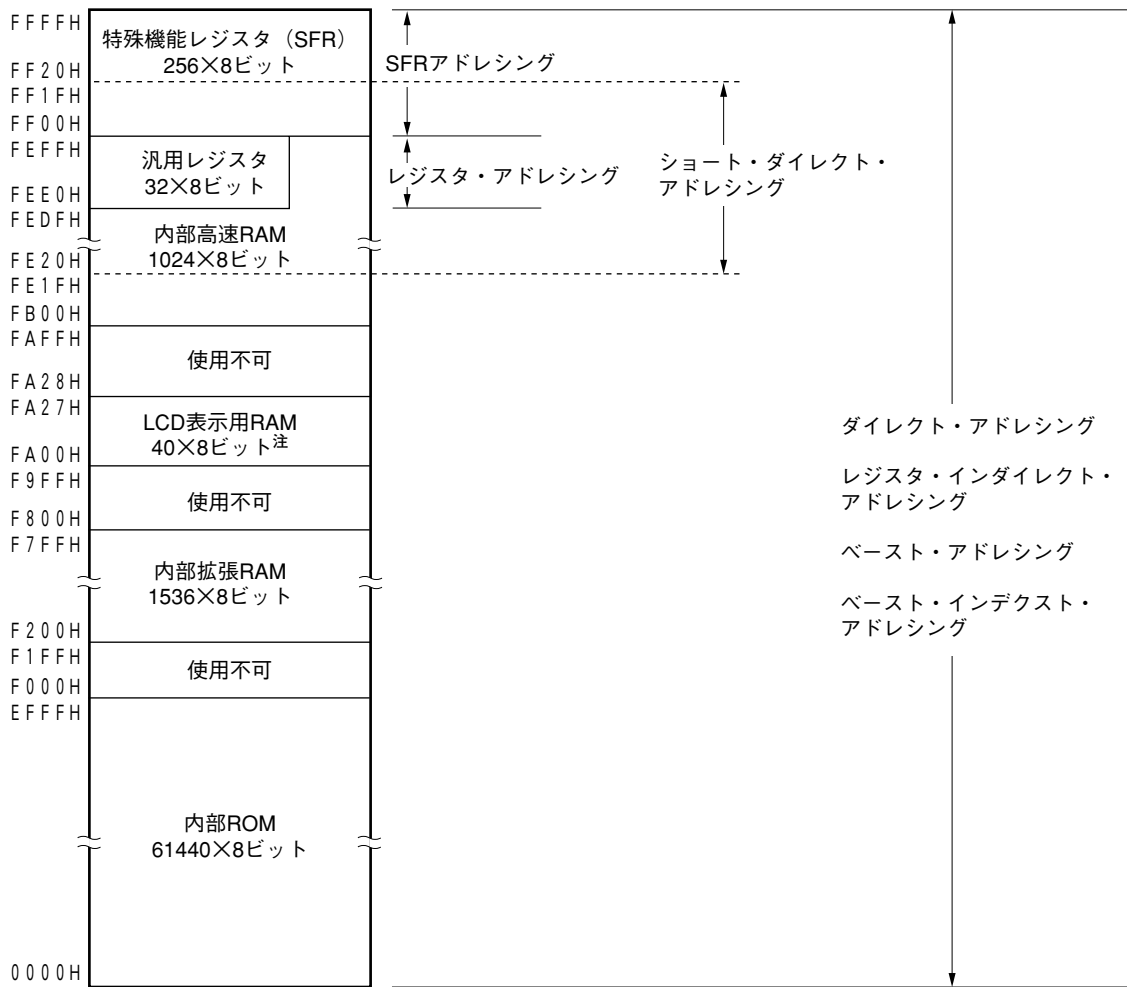 FFFFH
特殊機能レジスタ（SFR）
256×8ビット
SFRアドレシング
FF20H
FF1FH
FF00H
FEFFH
汎用レジスタ
32×8ビット
レジスタ・アドレシング
ショート・ダイレクト・
アドレシング
FEE0H
FEDFH
内部高速RAM
1024×8ビット
FE20H
FE1FH
FB00H
FAFFH
使用不可
FA28H
FA27H
LCD表示用RAM
40×8ビット注
FA00H
F9FFH
使用不可
F800H
F7FFH
内部拡張RAM
1536×8ビット
F200H
F1FFH
使用不可
F000H
EFFFH
内部ROM
61440×8ビット
0000H
ダイレクト・アドレシング
レジスタ・インダイレクト・
アドレシング
ベースト・アドレシング
ベースト・インデクスト・
アドレシング